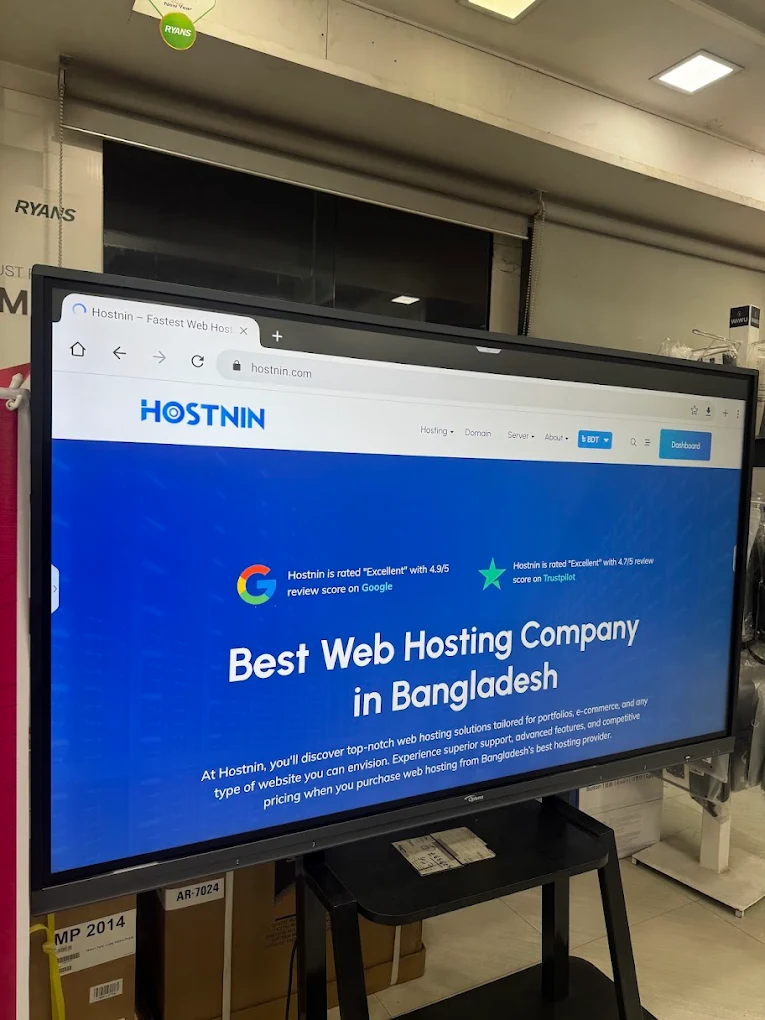 New Year
RYANS
RYANS
UST
M
WiWU
Hostnin – Fastest Web Host
hostnin.com
HOSTNIN
Hosting
Domain
Server
About
৳ BDT
Dashboard
Hostnin is rated "Excellent" with 4.9/5
review score on Google
Hostnin is rated "Excellent" with 4.7/5 review
score on Trustpilot
Best Web Hosting Company
in Bangladesh
At Hostnin, you'll discover top-notch web hosting solutions tailored for portfolios, e-commerce, and any
type of website you can envision. Experience superior support, advanced features, and competitive
pricing when you purchase web hosting from Bangladesh's best hosting provider.
Optoma
AR-7024
MP 2014